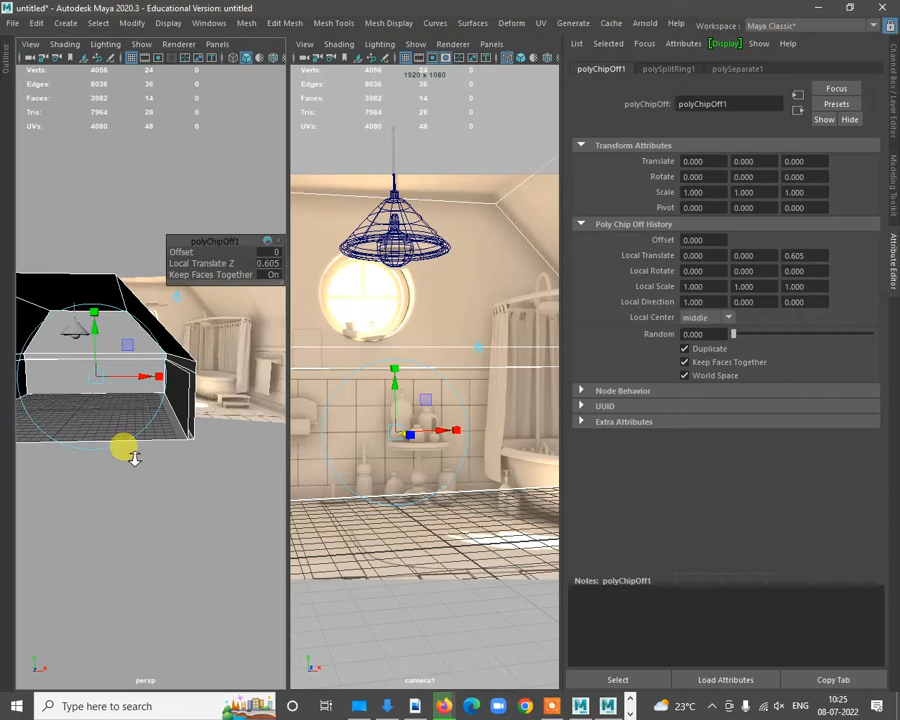 untitled* - Autodesk Maya 2020.3 - Educational Version: untitled
File Edit Create Select Modify Display Windows Mesh Edit Mesh Mesh Tools Mesh Display Curves Surfaces Deform UV Generate Cache Arnold Help Workspace : Maya Classic*
View Shading Lighting Show Renderer Panels
View Shading Lighting Show Renderer Panels
List Selected Focus Attributes [Display] Show Help
Outliner
Verts: 4056 24 0
Edges: 8036 36 0
Faces: 3982 14 0
Tris: 7964 24 0
UVs: 4080 48 0
Verts: 4056 24 0
Edges: 8036 36 0
Faces: 3982 14 0
Tris: 7964 24 0
UVs: 4080 48 0
1920 x 1080
polyChipOff1 polySplitRing1 polySeparate1
Focus
polyChipOff: polyChipOff1 Presets
Show Hide
Transform Attributes
Translate 0.000 0.000 0.000
Rotate 0.000 0.000 0.000
Scale 1.000 1.000 1.000
Pivot 0.000 0.000 0.000
Poly Chip Off History
Offset 0.000
Local Translate 0.000 0.000 0.605
Local Rotate 0.000 0.000 0.000
Local Scale 1.000 1.000 1.000
Local Direction 1.000 0.000 0.000
Local Center middle
Random 0.000
Duplicate
Keep Faces Together
World Space
Node Behavior
UUID
Extra Attributes
polyChipOff1
Offset 0
Local Translate Z 0.605
Keep Faces Together On
Channel Box / Layer Editor
Modeling Toolkit
Attribute Editor
Notes: polyChipOff1
persp
camera1
Select Load Attributes Copy Tab
Type here to search
23°C
ENG
10:25
08-07-2022